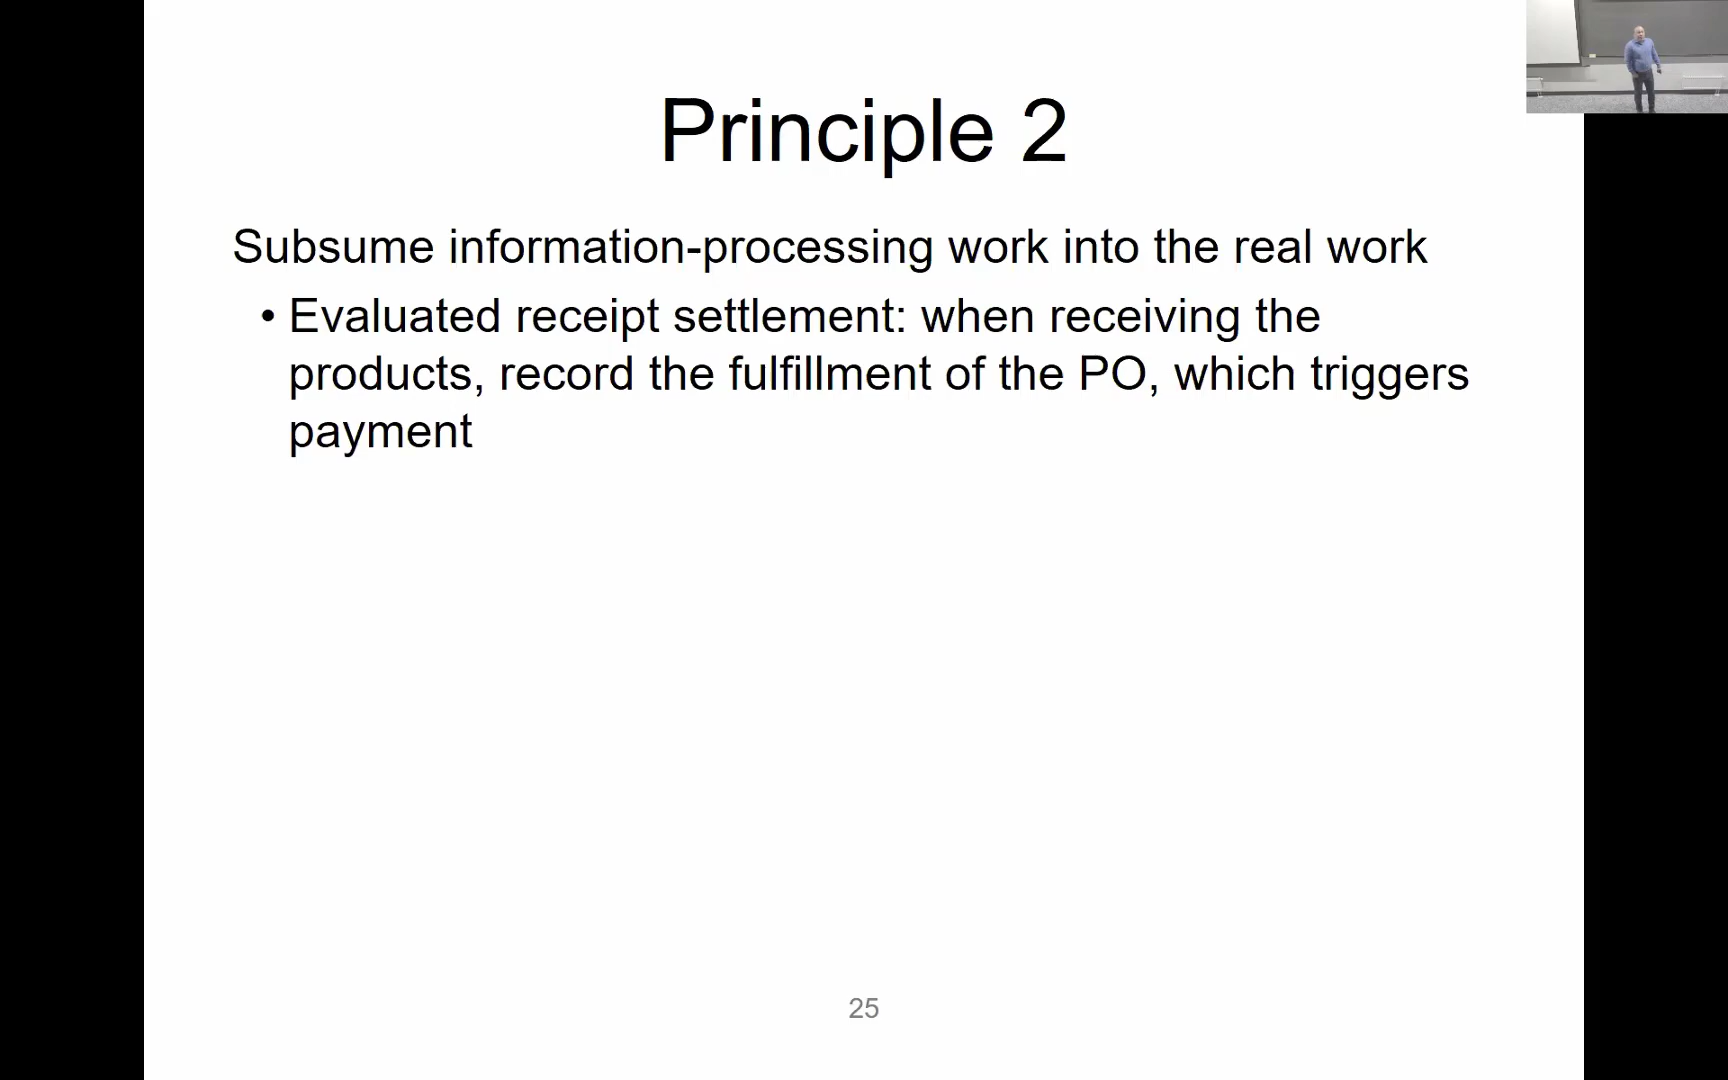 Principle 2
Subsume information-processing work into the real work
• Evaluated receipt settlement: when receiving the
products, record the fulfillment of the PO, which triggers
payment
25